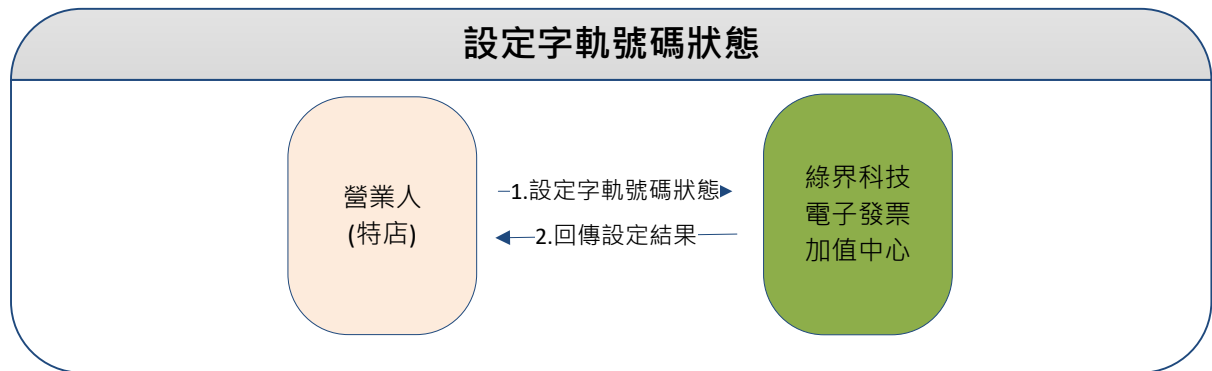 設定字軌號碼狀態
營業人
(特店)
1.設定字軌號碼狀態
2.回傳設定結果
綠界科技
電子發票
加值中心